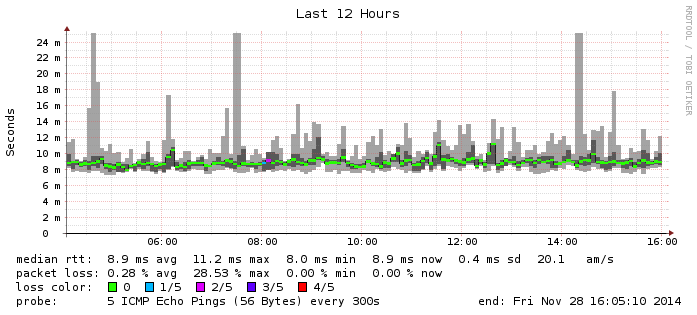 Last 12 Hours
RRDTOOL / TOBI OETIKER
Seconds
24 m
22 m
20 m
18 m
16 m
14 m
12 m
10 m
8 m
6 m
4 m
2 m
0
06:00 08:00 10:00 12:00 14:00 16:00
median rtt: 8.9 ms avg 11.2 ms max 8.0 ms min 8.9 ms now 0.4 ms sd 20.1 am/s
packet loss: 0.28 % avg 28.53 % max 0.00 % min 0.00 % now
loss color: 0 1/5 2/5 3/5 4/5
probe: 5 ICMP Echo Pings (56 Bytes) every 300s end: Fri Nov 28 16:05:10 2014